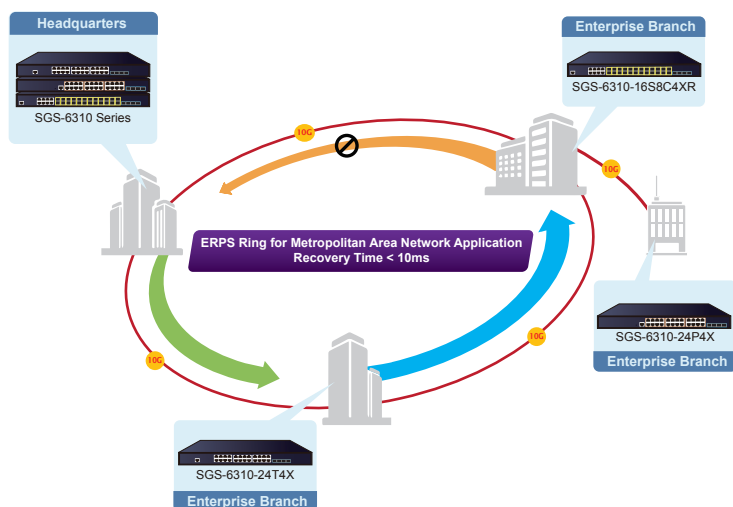 Headquarters
SGS-6310 Series
Enterprise Branch
SGS-6310-16S8C4XR
10G
10G
ERPS Ring for Metropolitan Area Network Application
Recovery Time < 10ms
SGS-6310-24P4X
Enterprise Branch
10G
10G
SGS-6310-24T4X
Enterprise Branch